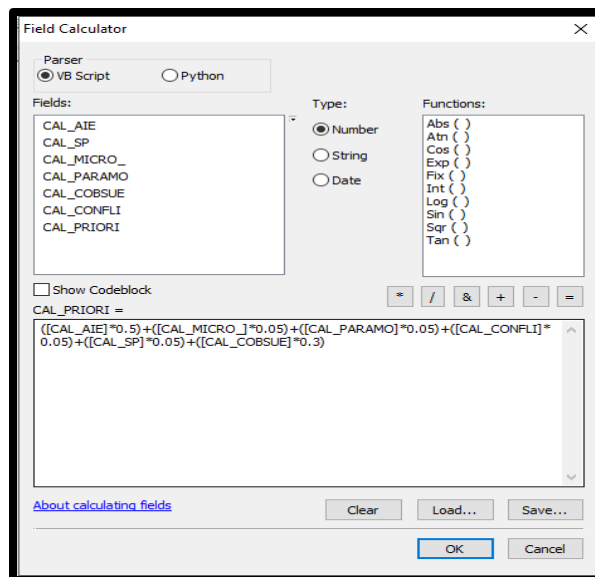 Field Calculator
Parser
VB Script
Python
Fields:
Type:
Functions:
CAL_AIE
CAL_SP
CAL_MICRO_
CAL_PARAMO
CAL_COBSUE
CAL_CONFLI
CAL_PRIORI
Number
String
Date
Abs ( )
Atn ( )
Cos ( )
Exp ( )
Fix ( )
Int ( )
Log ( )
Sin ( )
Sqr ( )
Tan ( )
Show Codeblock
* / & + - =
CAL_PRIORI =
([CAL_AIE]*0.5)+([CAL_MICRO_]*0.05)+([CAL_PARAMO]*0.05)+([CAL_CONFLI]*
0.05)+([CAL_SP]*0.05)+([CAL_COBSUE]*0.3)
About calculating fields
Clear
Load...
Save...
OK
Cancel